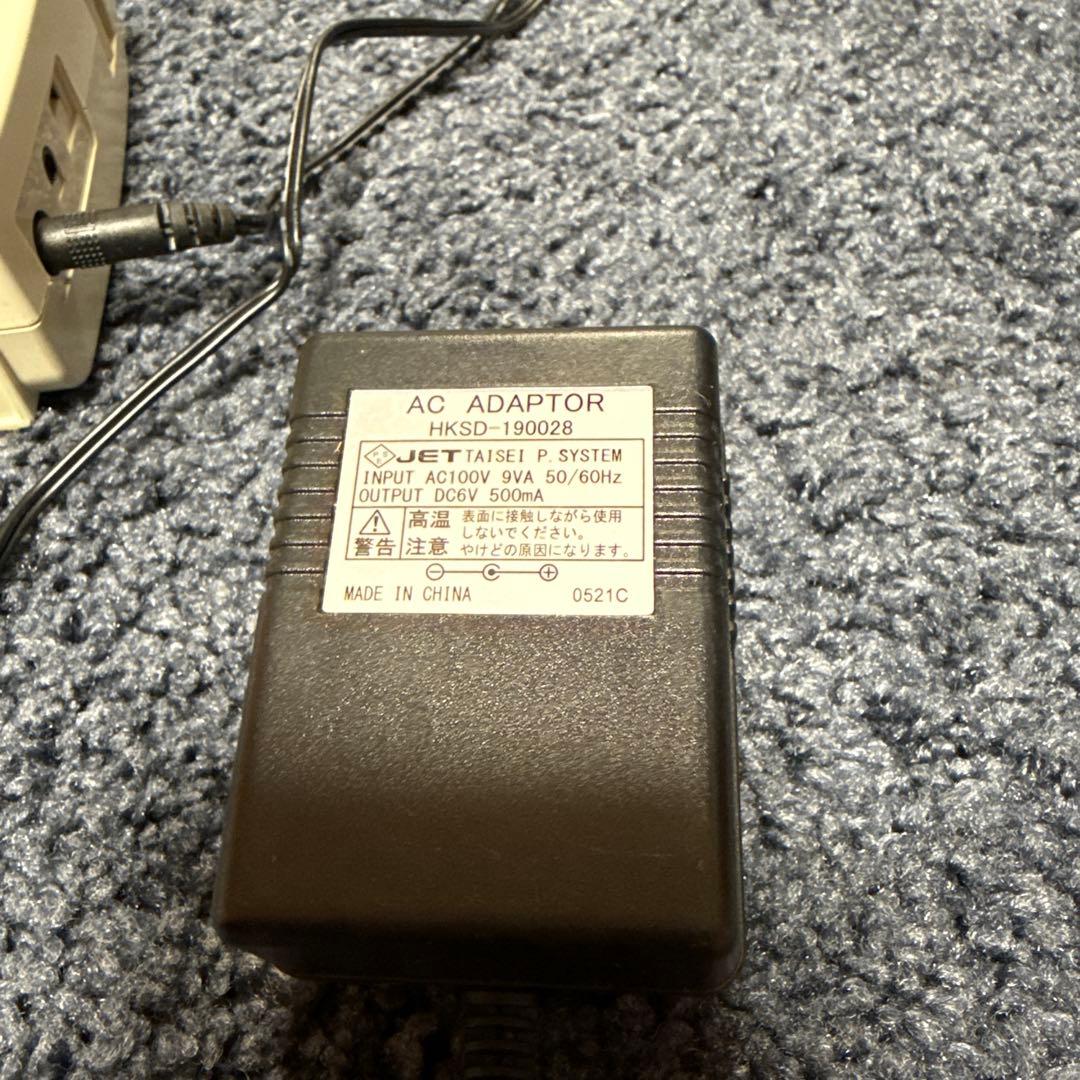 AC ADAPTOR
HKSD-190028
PSE JET TAISEI P. SYSTEM
INPUT AC100V 9VA 50/60Hz
OUTPUT DC6V 500mA
警告
高温注意
表面に接触しながら使用
しないでください。
やけどの原因になります。
MADE IN CHINA 0521C